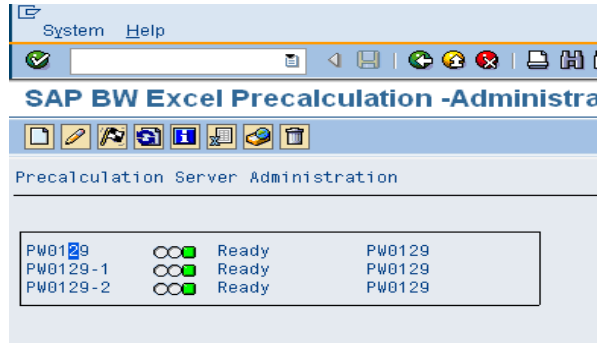 System Help
SAP BW Excel Precalculation -Administra
Precalculation Server Administration
PW0129 Ready PW0129
PW0129-1 Ready PW0129
PW0129-2 Ready PW0129